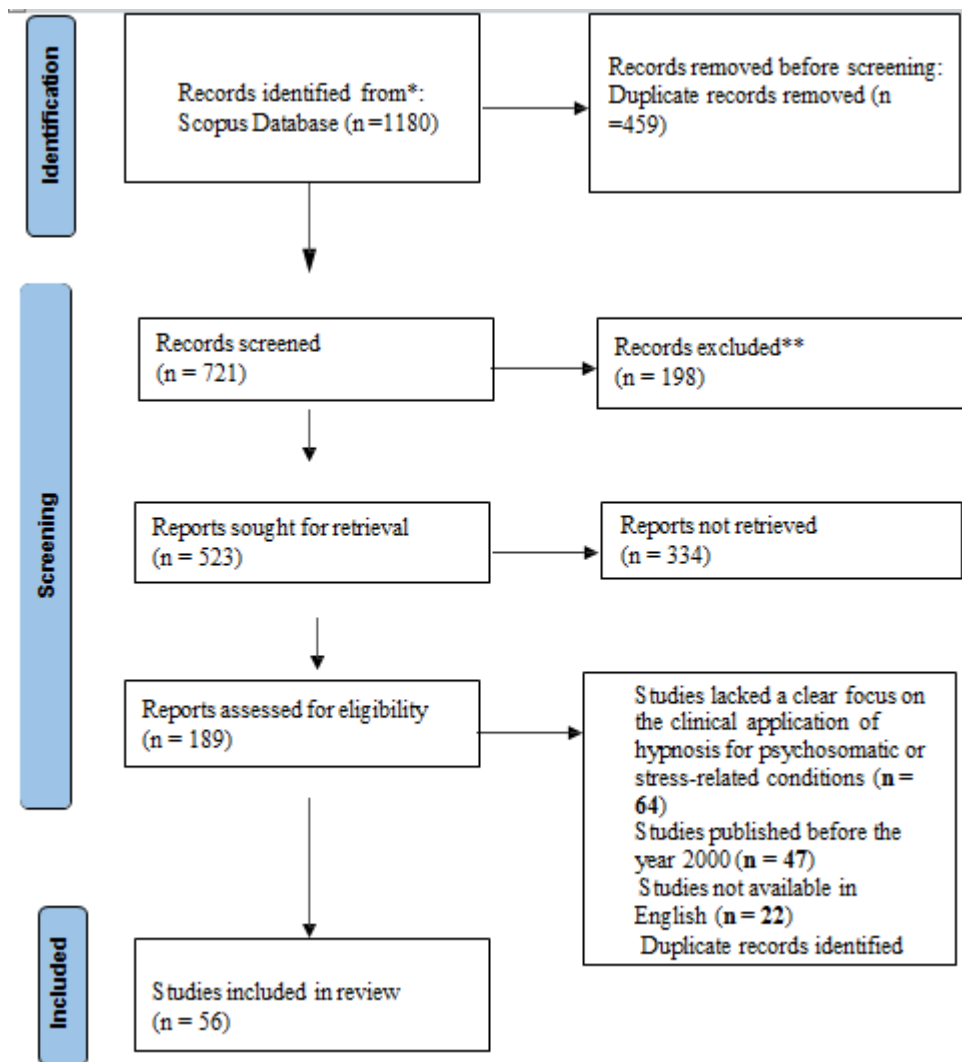 Identification
Records identified from*:
Scopus Database (n =1180)
Records removed before screening:
Duplicate records removed (n
=459)
Screening
Records screened
(n = 721)
Records excluded**
(n = 198)
Reports sought for retrieval
(n = 523)
Reports not retrieved
(n = 334)
Reports assessed for eligibility
(n = 189)
Studies lacked a clear focus on
the clinical application of
hypnosis for psychosomatic or
stress-related conditions (n =
64)
Studies published before the
year 2000 (n = 47)
Studies not available in
English (n = 22)
Duplicate records identified
Included
Studies included in review
(n = 56)